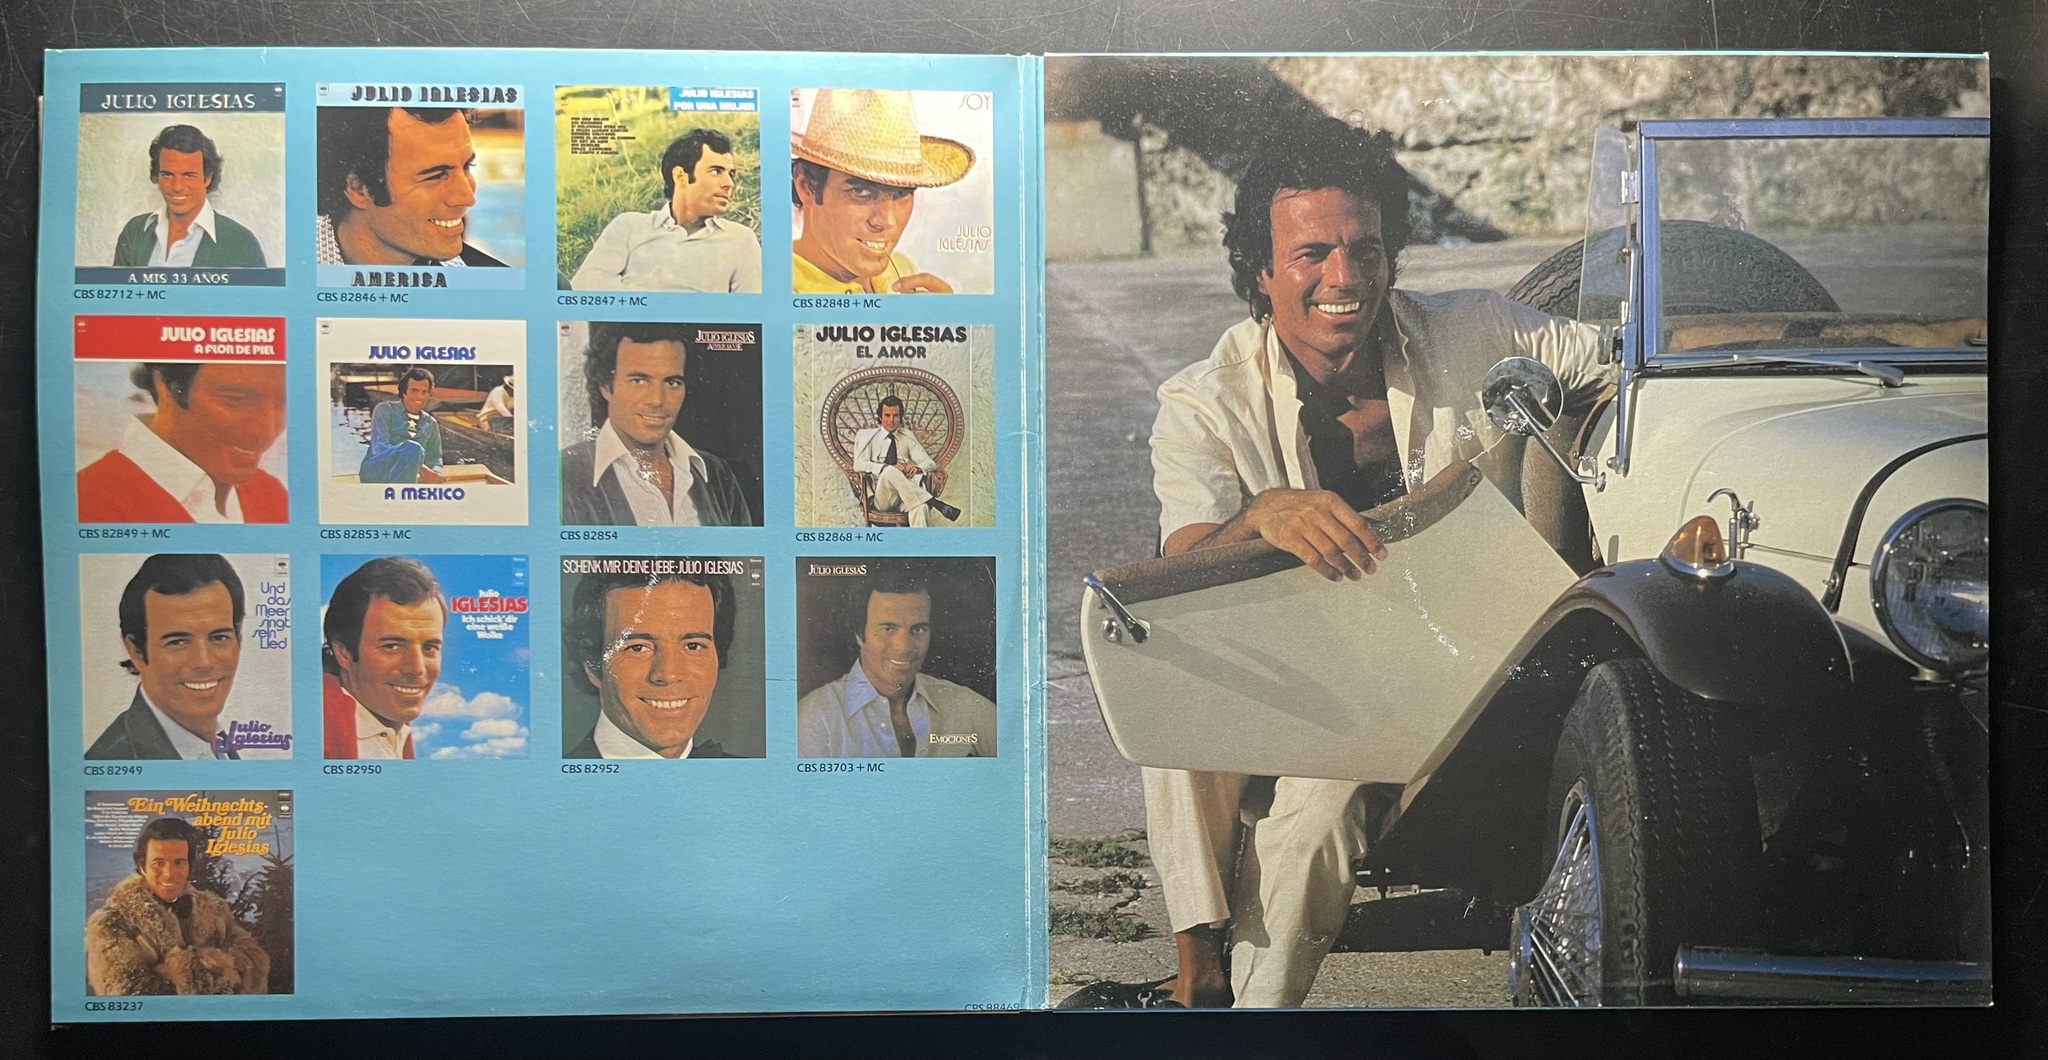 JULIO IGLESIAS
A MIS 33 AÑOS
CBS 82712 + MC
JULIO IGLESIAS
AMERICA
CBS 82846 + MC
JULIO IGLESIAS
POR UNA MUJER
CBS 82847 + MC
SOY
JULIO
IGLESIAS
CBS 82848 + MC
JULIO IGLESIAS
A FLOR DE PIEL
CBS 82849 + MC
JULIO IGLESIAS
A MEXICO
CBS 82853 + MC
JULIO IGLESIAS
CBS 82854
JULIO IGLESIAS
EL AMOR
CBS 82868 + MC
Und
das
Meer
singt
sein
Lied
Julio
Iglesias
CBS 82949
Julio
IGLESIAS
Ich schick' dir
eine weiße
Wolke
CBS 82950
SCHENK MIR DEINE LIEBE · JULIO IGLESIAS
CBS 82952
JULIO IGLESIAS
EMOCIONES
CBS 83703 + MC
Ein Weihnachts-
abend mit
Julio
Iglesias
CBS 83237
CBS 88469